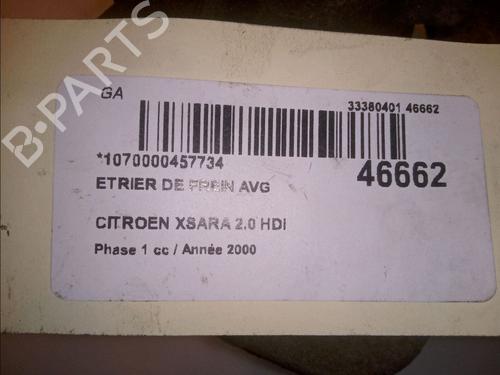 B-PARTS
GA
33380401 46662
*1070000457734
46662
ETRIER DE FREIN AVG
CITROEN XSARA 2.0 HDI
Phase 1 cc / Année 2000